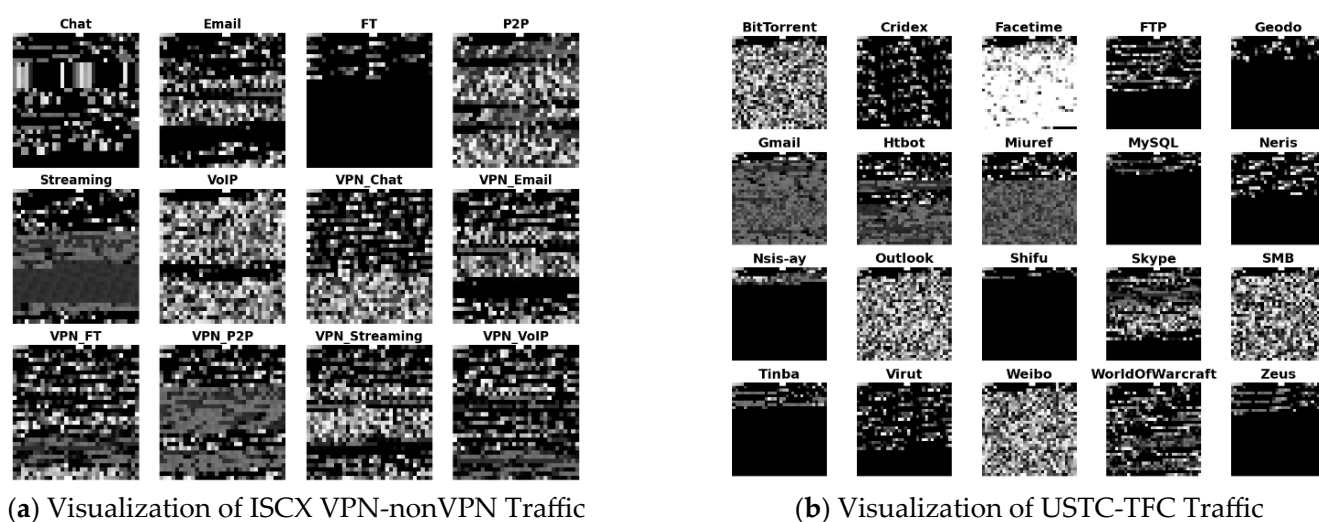 Chat Email FT P2P
Streaming VoIP VPN_Chat VPN_Email
VPN_FT VPN_P2P VPN_Streaming VPN_VoIP
(a) Visualization of ISCX VPN-nonVPN Traffic
BitTorrent Cridex Facetime FTP Geodo
Gmail Htbot Miuref MySQL Neris
Nsis-ay Outlook Shifu Skype SMB
Tinba Virut Weibo WorldOfWarcraft Zeus
(b) Visualization of USTC-TFC Traffic